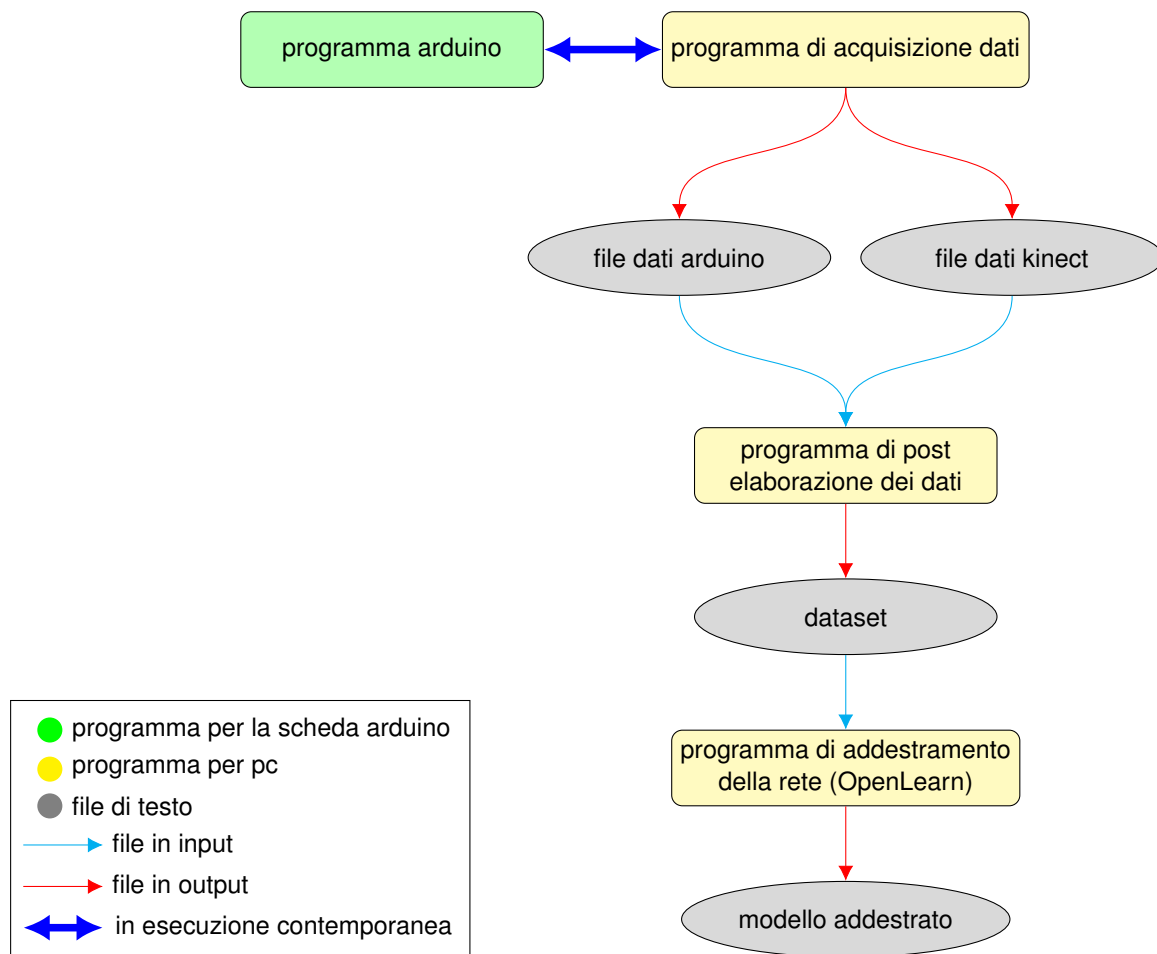 programma arduino
programma di acquisizione dati
file dati arduino
file dati kinect
programma di post
elaborazione dei dati
dataset
programma di addestramento
della rete (OpenLearn)
modello addestrato
programma per la scheda arduino
programma per pc
file di testo
file in input
file in output
in esecuzione contemporanea